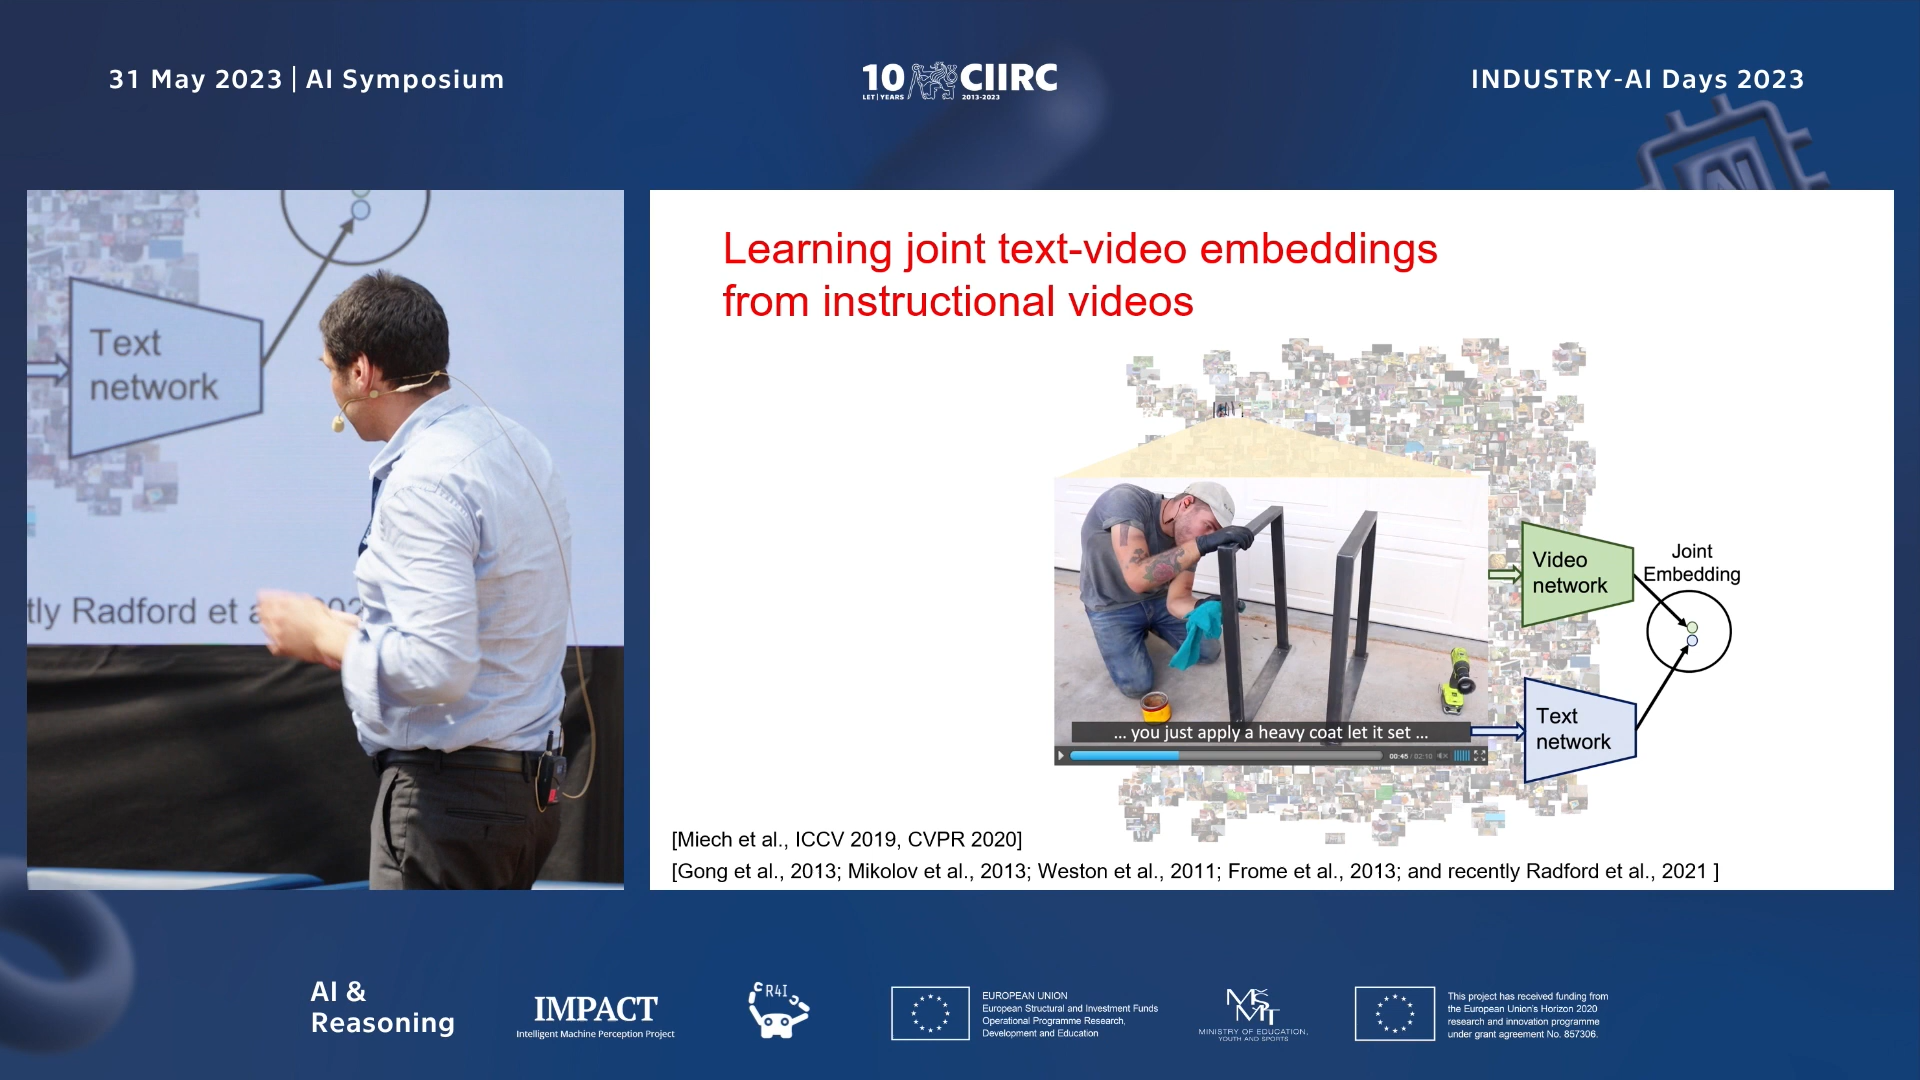 31 May 2023 | AI Symposium
10 CIIRC
LET | YEARS 2013-2023
INDUSTRY-AI Days 2023
AI
Text
network
tly Radford et a
Learning joint text-video embeddings
from instructional videos
Video
network
Joint
Embedding
Text
network
... you just apply a heavy coat let it set ...
00:45 / 02:10
[Miech et al., ICCV 2019, CVPR 2020]
[Gong et al., 2013; Mikolov et al., 2013; Weston et al., 2011; Frome et al., 2013; and recently Radford et al., 2021 ]
AI &
Reasoning
IMPACT
Intelligent Machine Perception Project
R4I
EUROPEAN UNION
European Structural and Investment Funds
Operational Programme Research,
Development and Education
MŠMT
MINISTRY OF EDUCATION,
YOUTH AND SPORTS
This project has received funding from
the European Union's Horizon 2020
research and innovation programme
under grant agreement No. 857306.